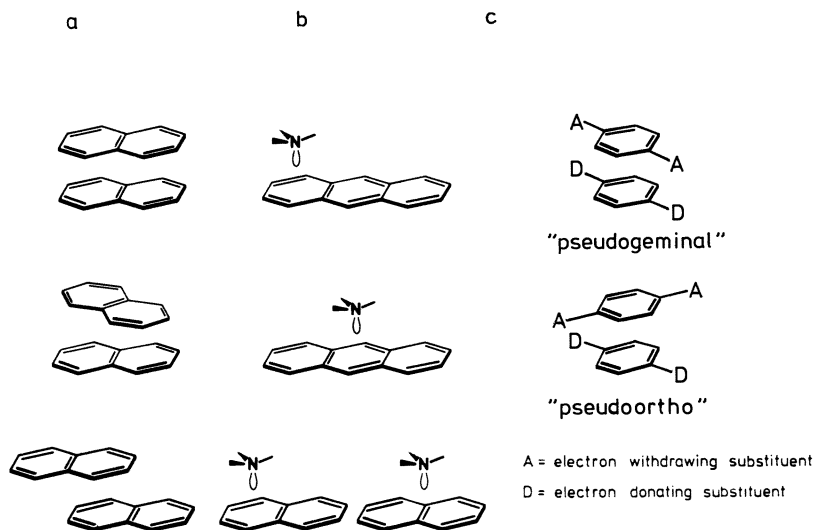 a b c
N
A
A
D
D
"pseudogeminal"
N
A
A
D
D
"pseudoortho"
N N
A = electron withdrawing substituent
D = electron donating substituent